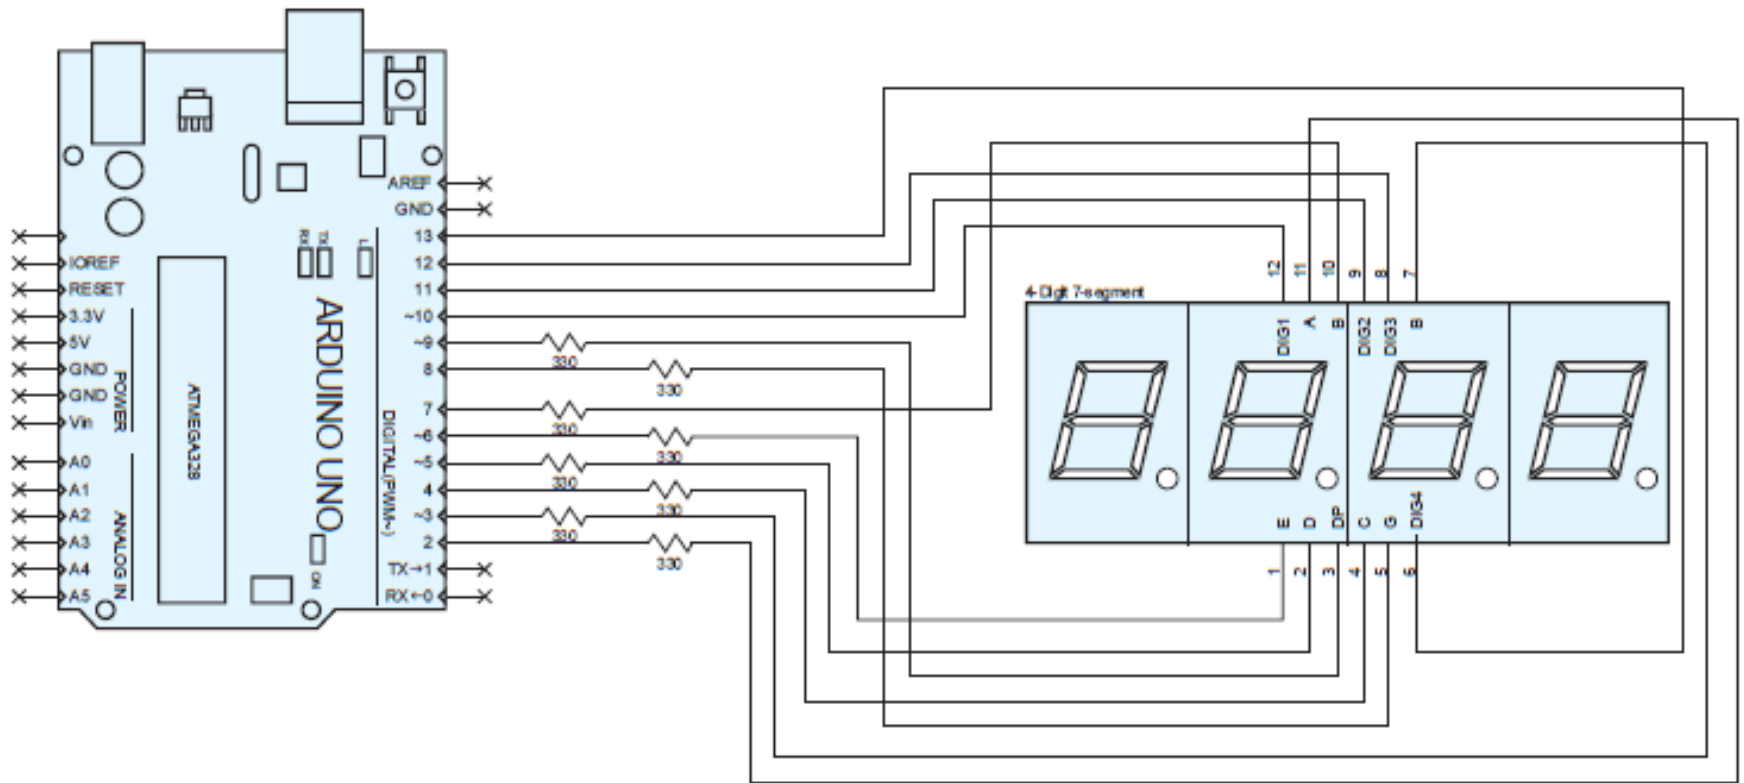 AREF
GND
13
12
11
~10
~9
8
7
~6
~5
4
~3
2
TX→1
RX←0
IOREF
RESET
3.3V
5V
GND
GND
Vin
A0
A1
A2
A3
A4
A5
POWER
ANALOG IN
ATMEGA328
RX
TX
L
ARDUINO UNO
DIGITAL(PWM~)
ON
330
330
330
330
330
330
330
330
4-Digit 7-segment
12
11
10
9
8
7
DIG1
A
B
DIG2
DIG3
B
E
D
DP
C
G
DIG4
1
2
3
4
5
6